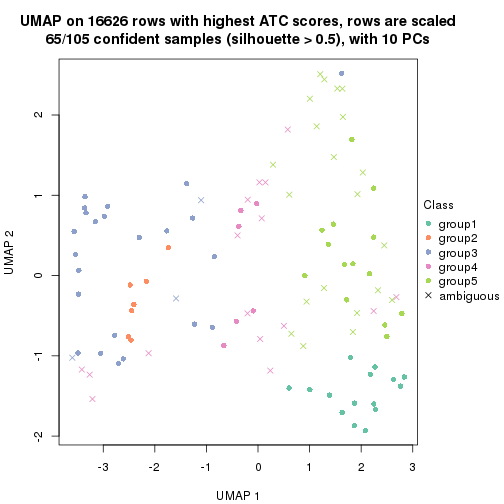 UMAP on 16626 rows with highest ATC scores, rows are scaled
65/105 confident samples (silhouette > 0.5), with 10 PCs
2
1
0
-1
-2
UMAP 2
-3
-2
-1
0
1
2
3
UMAP 1
Class
group1
group2
group3
group4
group5
ambiguous